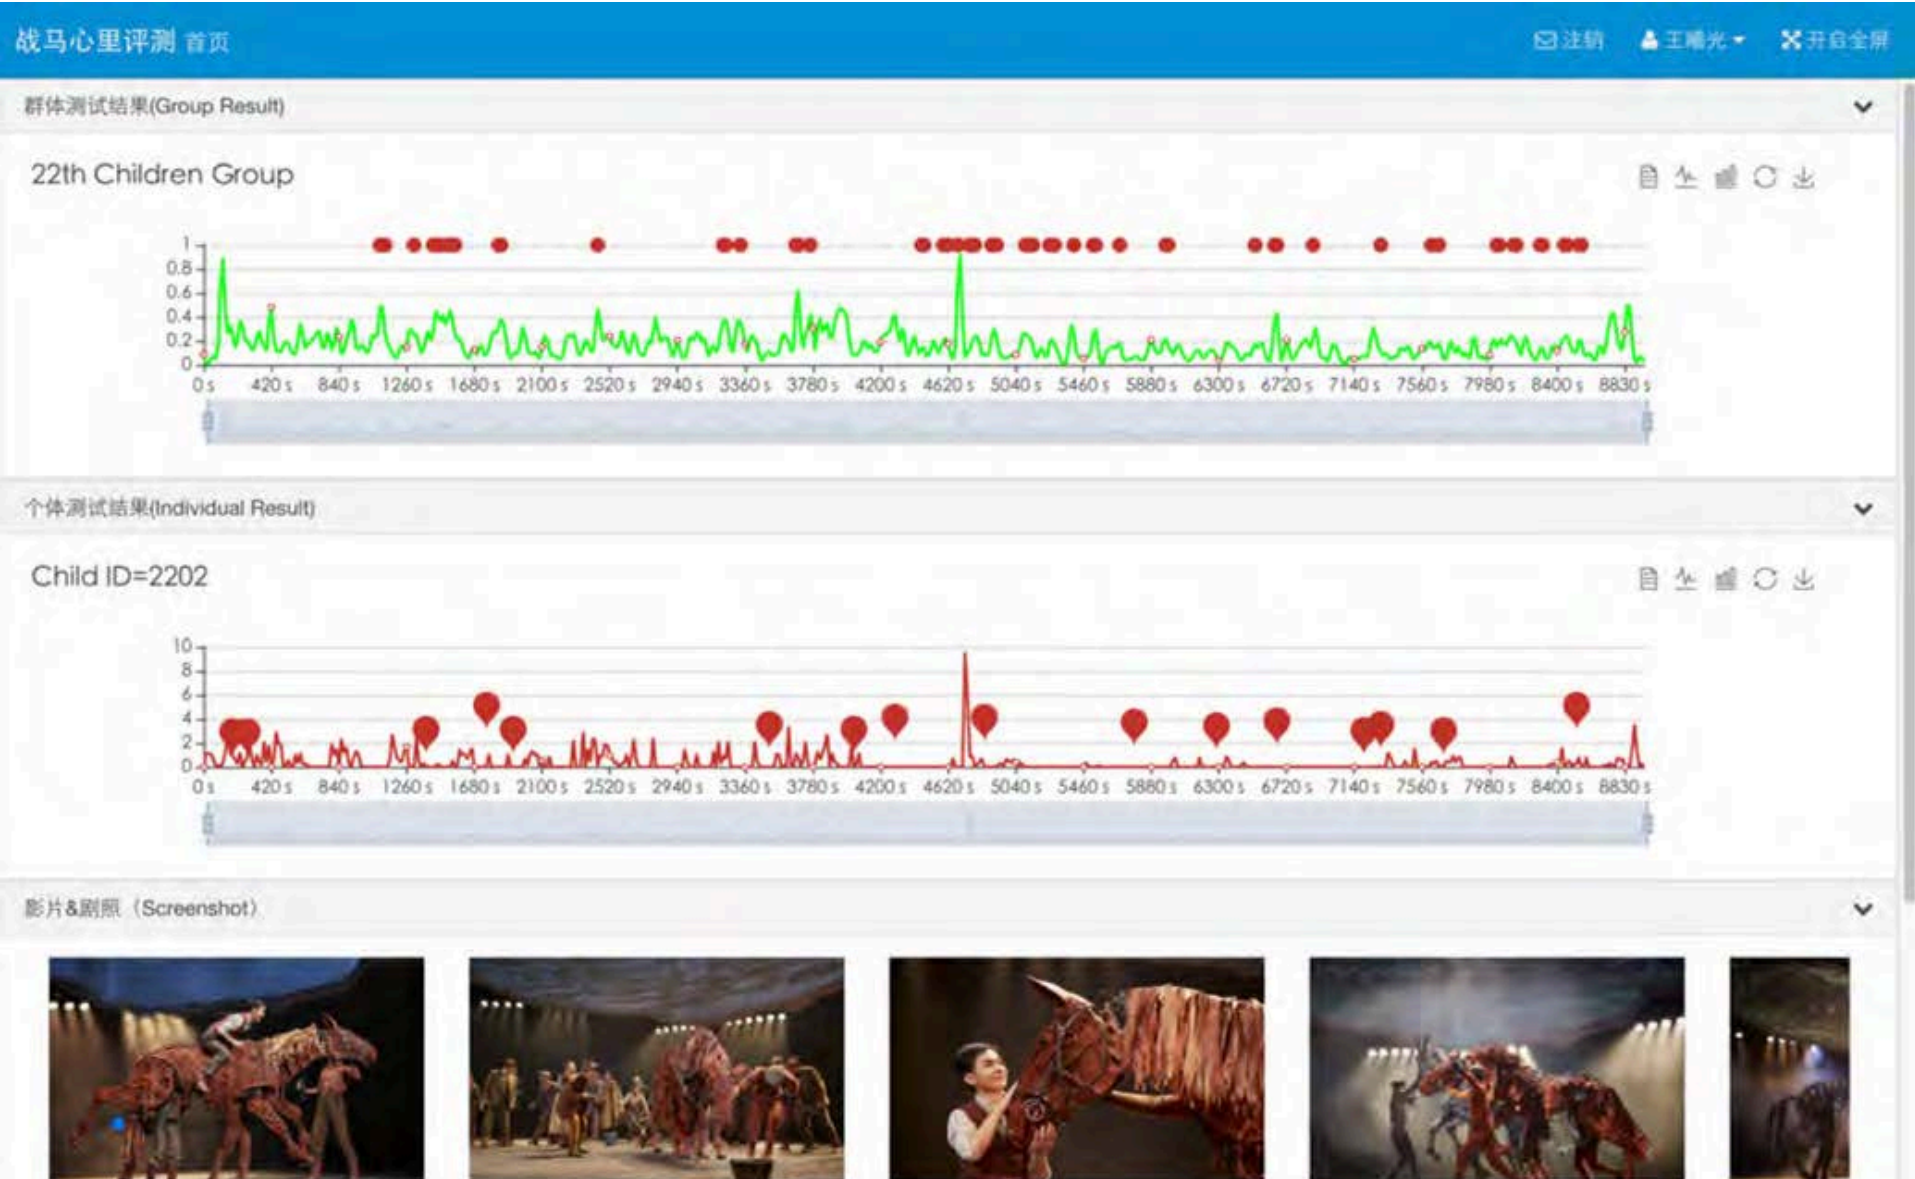 战马心里评测 首页
注销 王曦光 开启全屏
群体测试结果(Group Result)
22th Children Group
1
0.8
0.6
0.4
0.2
0
0 s 420 s 840 s 1260 s 1680 s 2100 s 2520 s 2940 s 3360 s 3780 s 4200 s 4620 s 5040 s 5460 s 5880 s 6300 s 6720 s 7140 s 7560 s 7980 s 8400 s 8830 s
个体测试结果(Individual Result)
Child ID=2202
10
8
6
4
2
0
0 s 420 s 840 s 1260 s 1680 s 2100 s 2520 s 2940 s 3360 s 3780 s 4200 s 4620 s 5040 s 5460 s 5880 s 6300 s 6720 s 7140 s 7560 s 7980 s 8400 s 8830 s
影片&剧照（Screenshot）